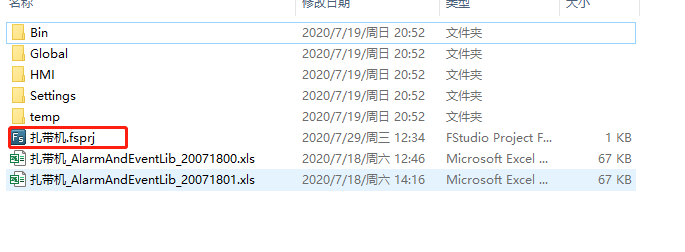 名称 修改日期 类型 大小
Bin 2020/7/19/周日 20:52 文件夹
Global 2020/7/19/周日 20:52 文件夹
HMI 2020/7/19/周日 20:52 文件夹
Settings 2020/7/19/周日 20:52 文件夹
temp 2020/7/19/周日 20:52 文件夹
Fs 扎带机.fsprj 2020/7/29/周三 12:34 FStudio Project F... 1 KB
扎带机_AlarmAndEventLib_20071800.xls 2020/7/18/周六 12:46 Microsoft Excel ... 67 KB
扎带机_AlarmAndEventLib_20071801.xls 2020/7/18/周六 14:16 Microsoft Excel ... 67 KB